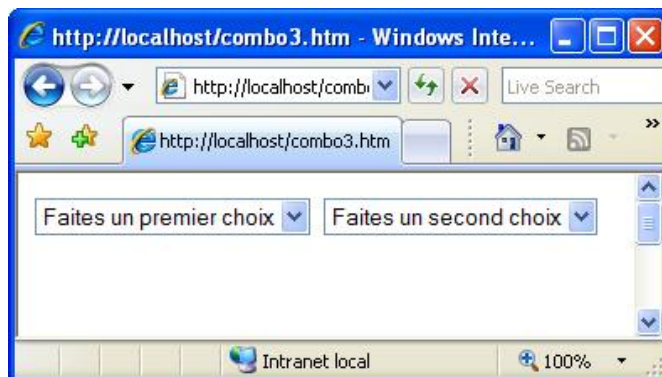 http://localhost/combo3.htm - Windows Inte...
http://localhost/comb
Live Search
http://localhost/combo3.htm
»
Faites un premier choix
Faites un second choix
Intranet local
100%